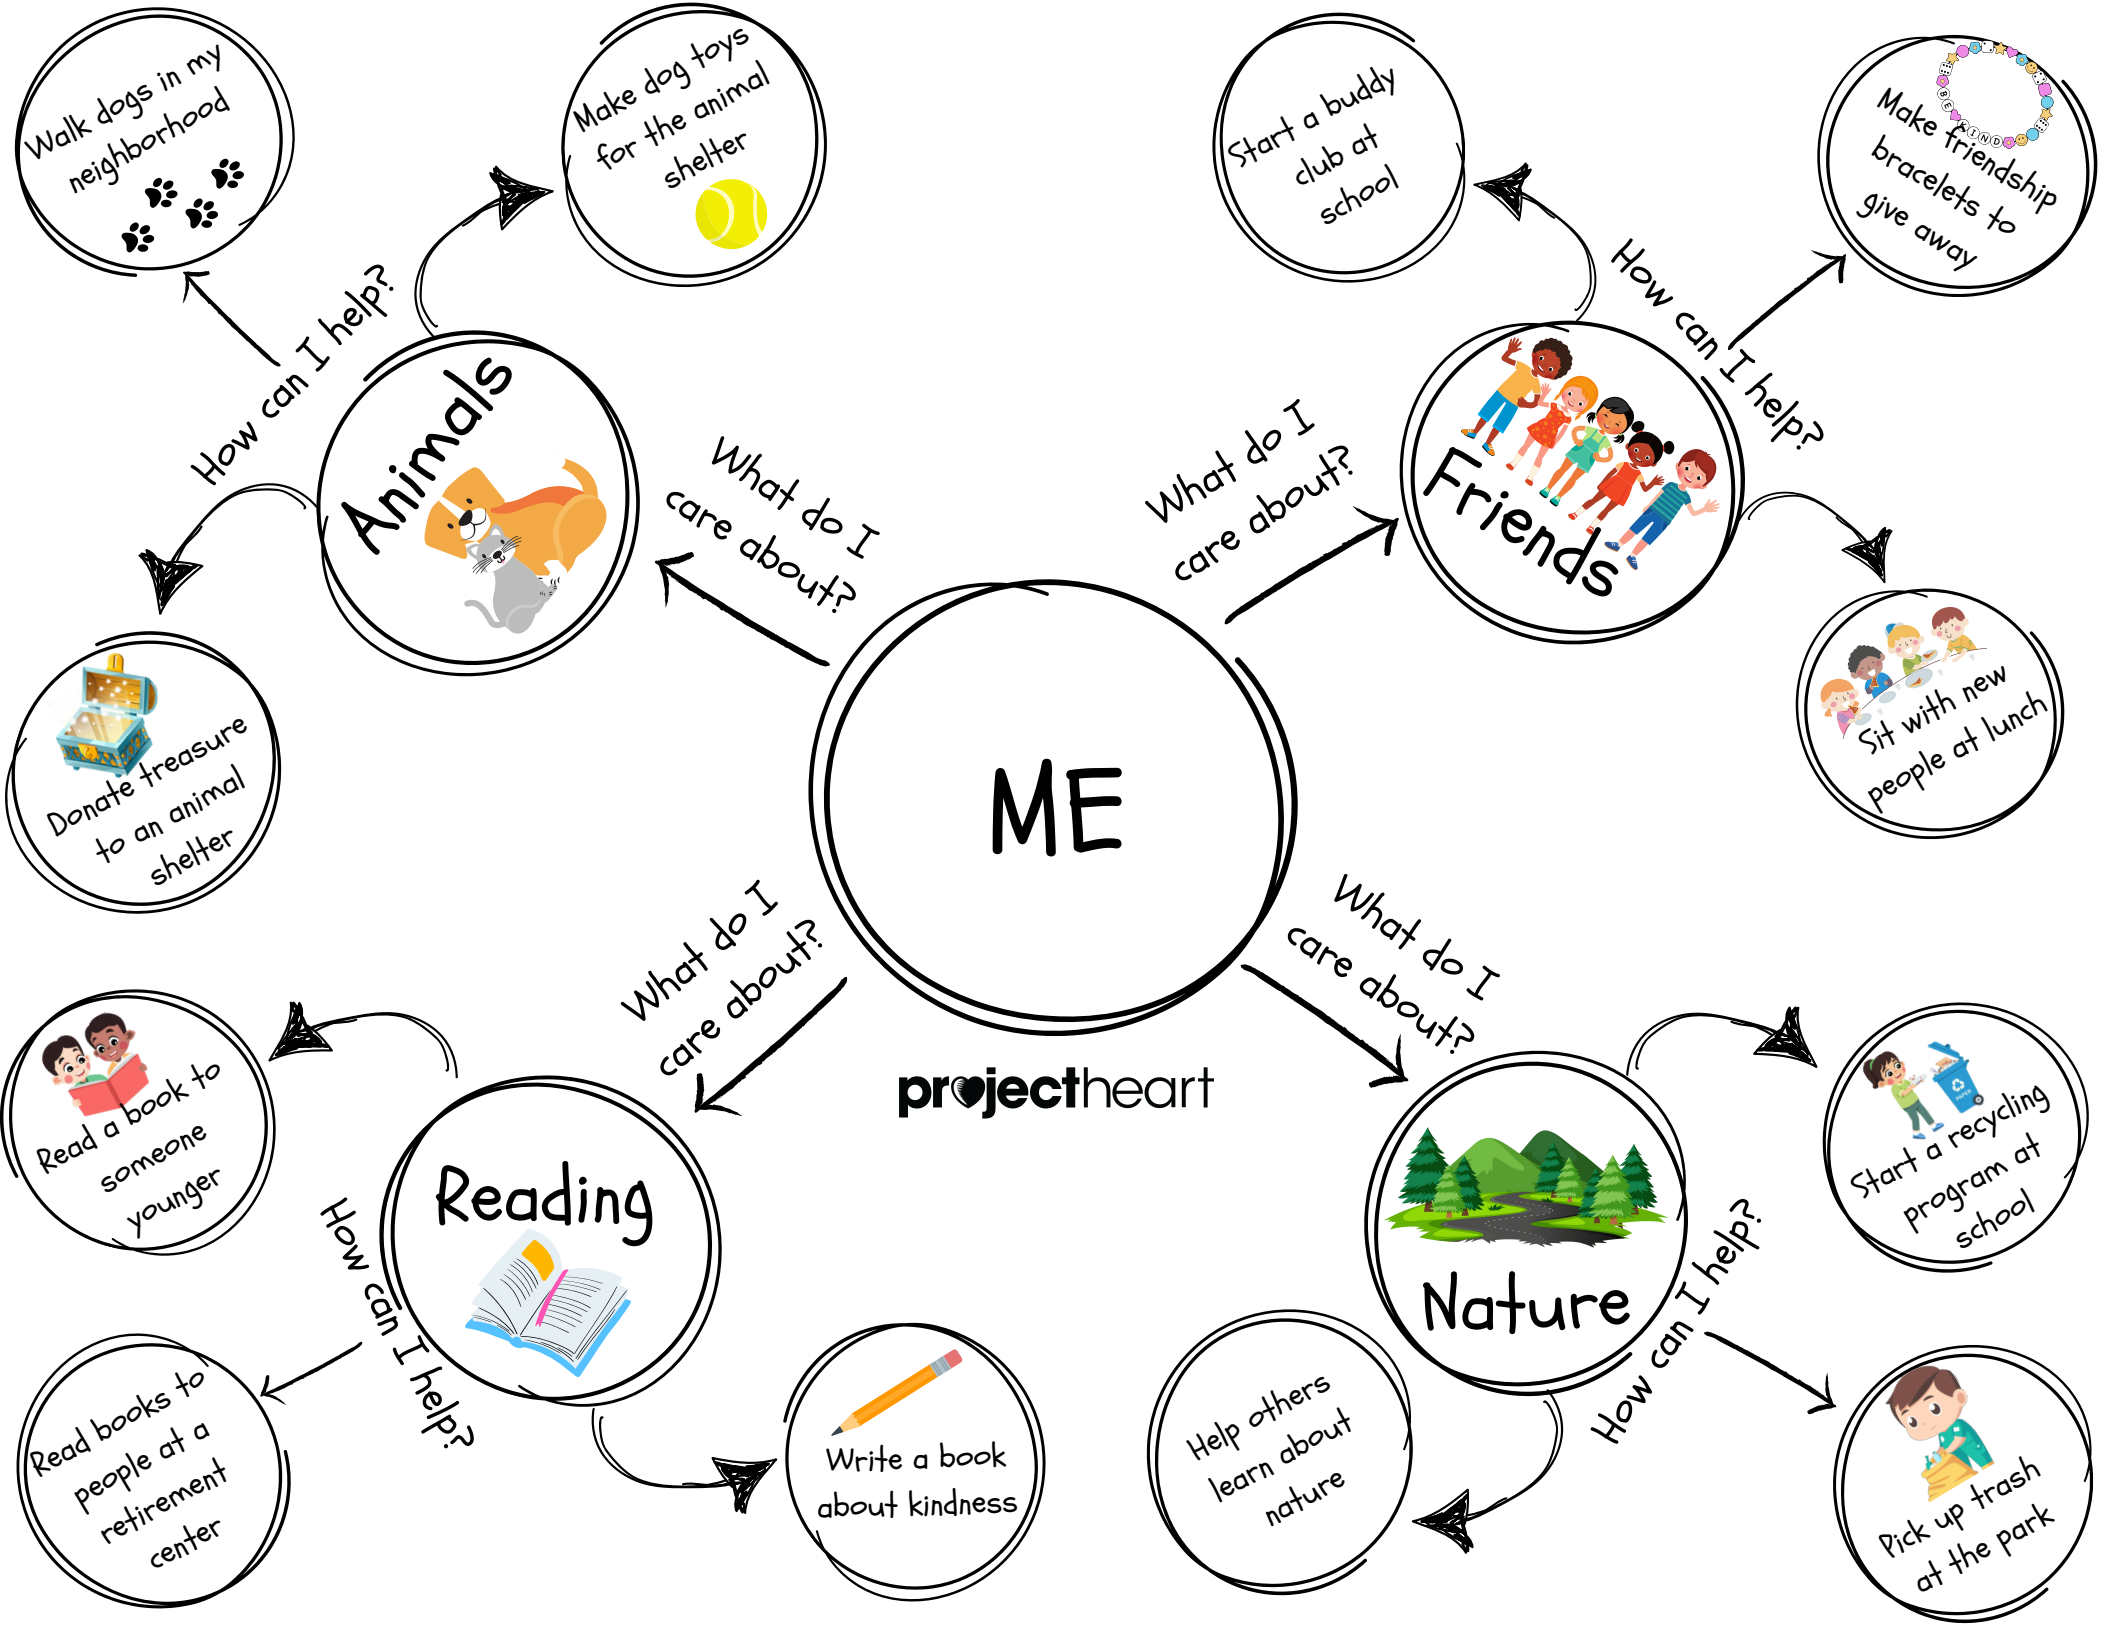 Walk dogs in my
neighborhood
Make dog toys
for the animal
shelter
How can I help?
Animals
Donate treasure
to an animal
shelter
What do I
care about?
Start a buddy
club at
school
BE KIND
Make friendship
bracelets to
give away
How can I help?
Friends
Sit with new
people at lunch
What do I
care about?
ME
projectheart
What do I
care about?
Reading
How can I help?
Read a book to
someone
younger
Read books to
people at a
retirement
center
Write a book
about kindness
What do I
care about?
Nature
How can I help?
PAPER
Start a recycling
program at
school
Help others
learn about
nature
Pick up trash
at the park